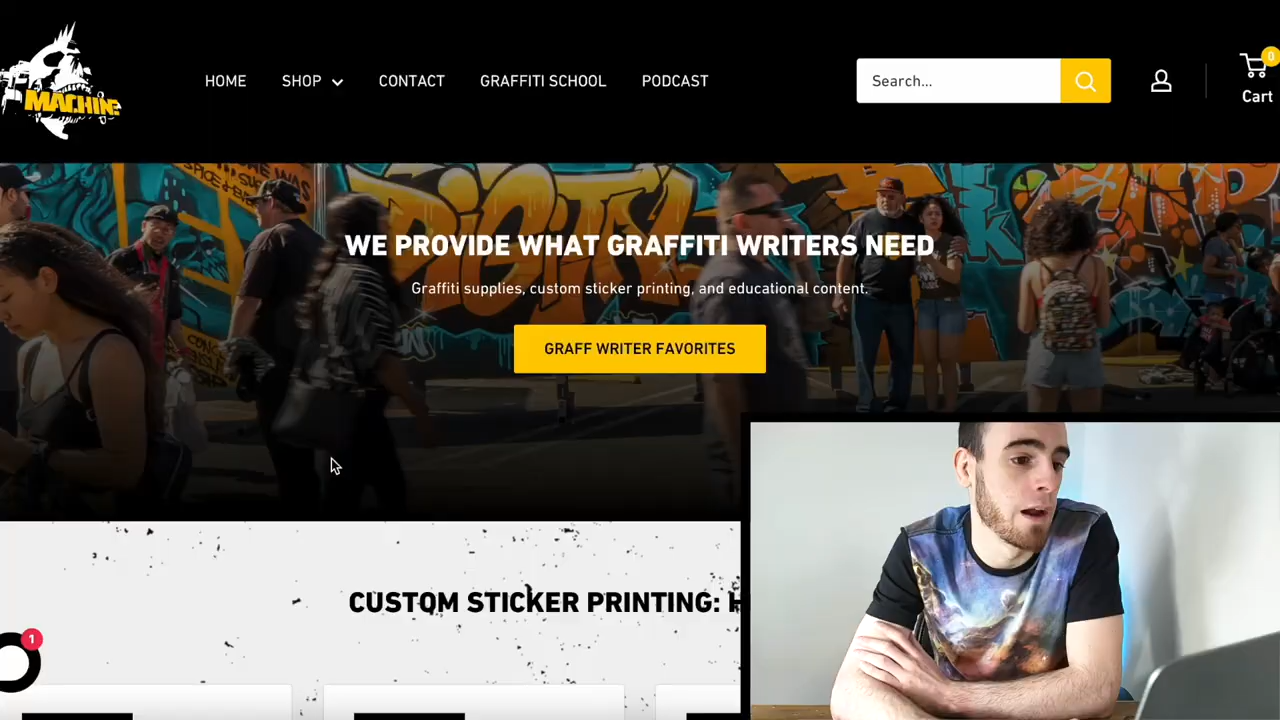 MACHINE
HOME
SHOP
CONTACT
GRAFFITI SCHOOL
PODCAST
Search...
0
Cart
WE PROVIDE WHAT GRAFFITI WRITERS NEED
Graffiti supplies, custom sticker printing, and educational content.
GRAFF WRITER FAVORITES
CUSTOM STICKER PRINTING:
1